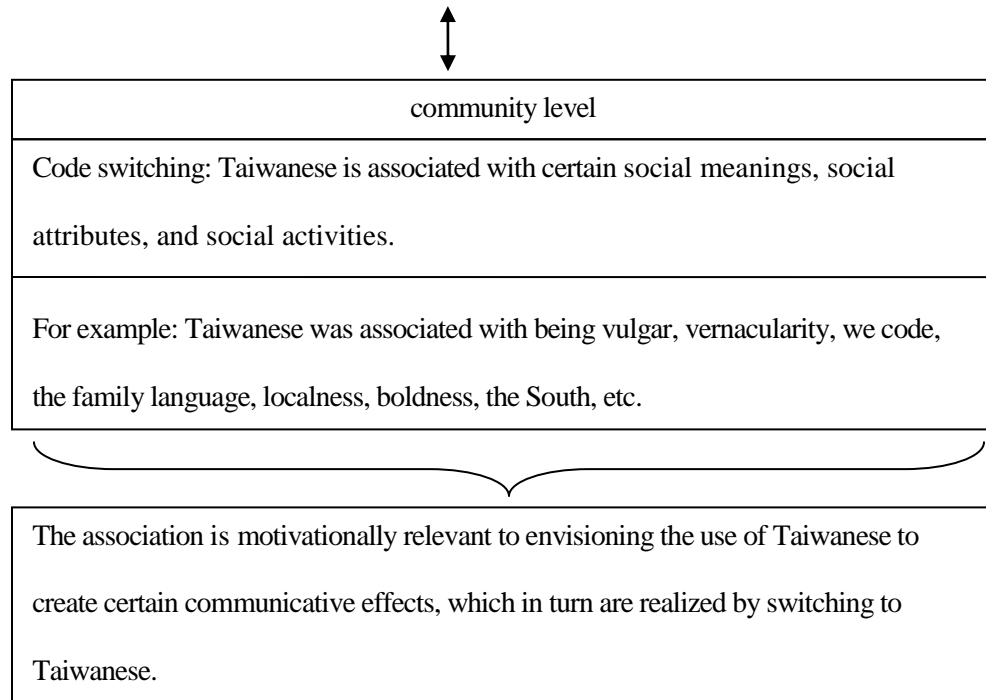 community level
Code switching: Taiwanese is associated with certain social meanings, social
attributes, and social activities.
For example: Taiwanese was associated with being vulgar, vernacularity, we code,
the family language, localness, boldness, the South, etc.
The association is motivationally relevant to envisioning the use of Taiwanese to
create certain communicative effects, which in turn are realized by switching to
Taiwanese.